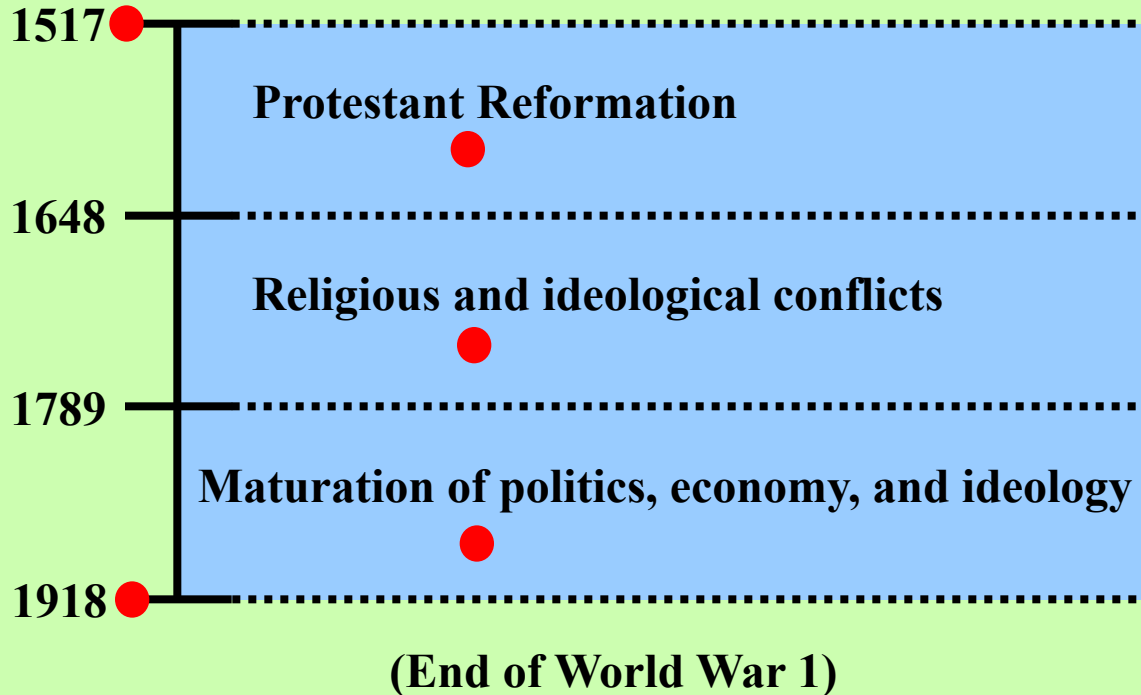 1517
Protestant Reformation
1648
Religious and ideological conflicts
1789
Maturation of politics, economy, and ideology
1918
(End of World War 1)